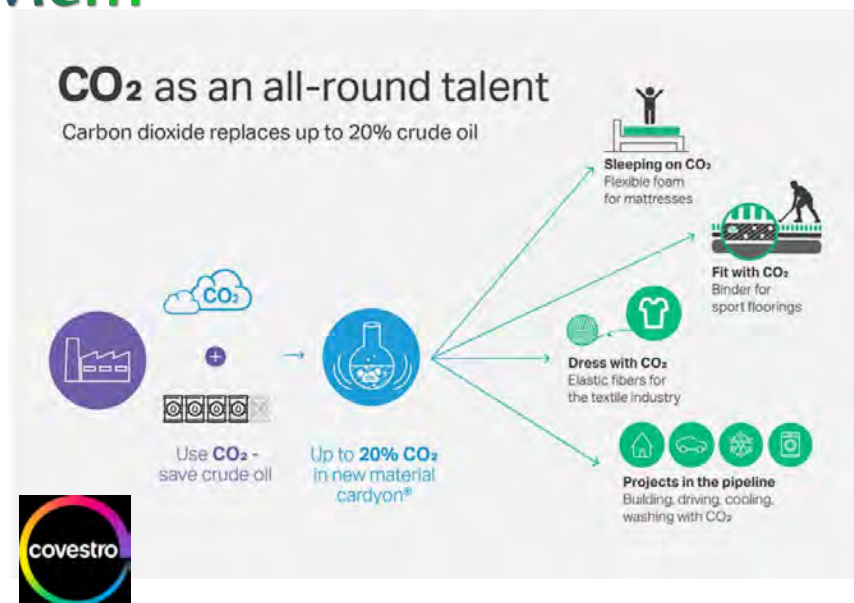 CO₂ as an all-round talent
Carbon dioxide replaces up to 20% crude oil
Sleeping on CO₂
Flexible foam
for mattresses
Fit with CO₂
Binder for
sport floorings
CO₂
Dress with CO₂
Elastic fibers for
the textile industry
Use CO₂ -
save crude oil
Up to 20% CO₂
in new material
cardyon®
Projects in the pipeline
Building, driving, cooling,
washing with CO₂
covestro